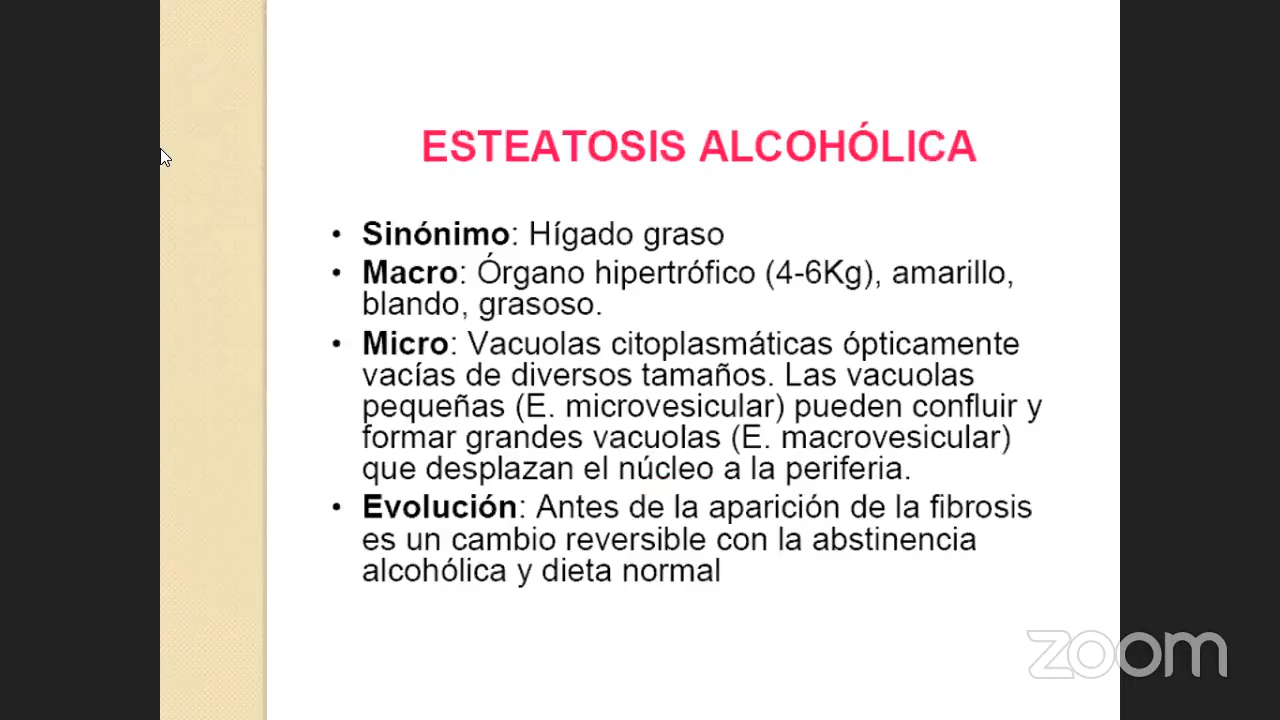 ESTEATOSIS ALCOHÓLICA
• Sinónimo: Hígado graso
• Macro: Órgano hipertrófico (4-6Kg), amarillo,
blando, grasoso.
• Micro: Vacuolas citoplasmáticas ópticamente
vacías de diversos tamaños. Las vacuolas
pequeñas (E. microvesicular) pueden confluir y
formar grandes vacuolas (E. macrovesicular)
que desplazan el núcleo a la periferia.
• Evolución: Antes de la aparición de la fibrosis
es un cambio reversible con la abstinencia
alcohólica y dieta normal
zoom